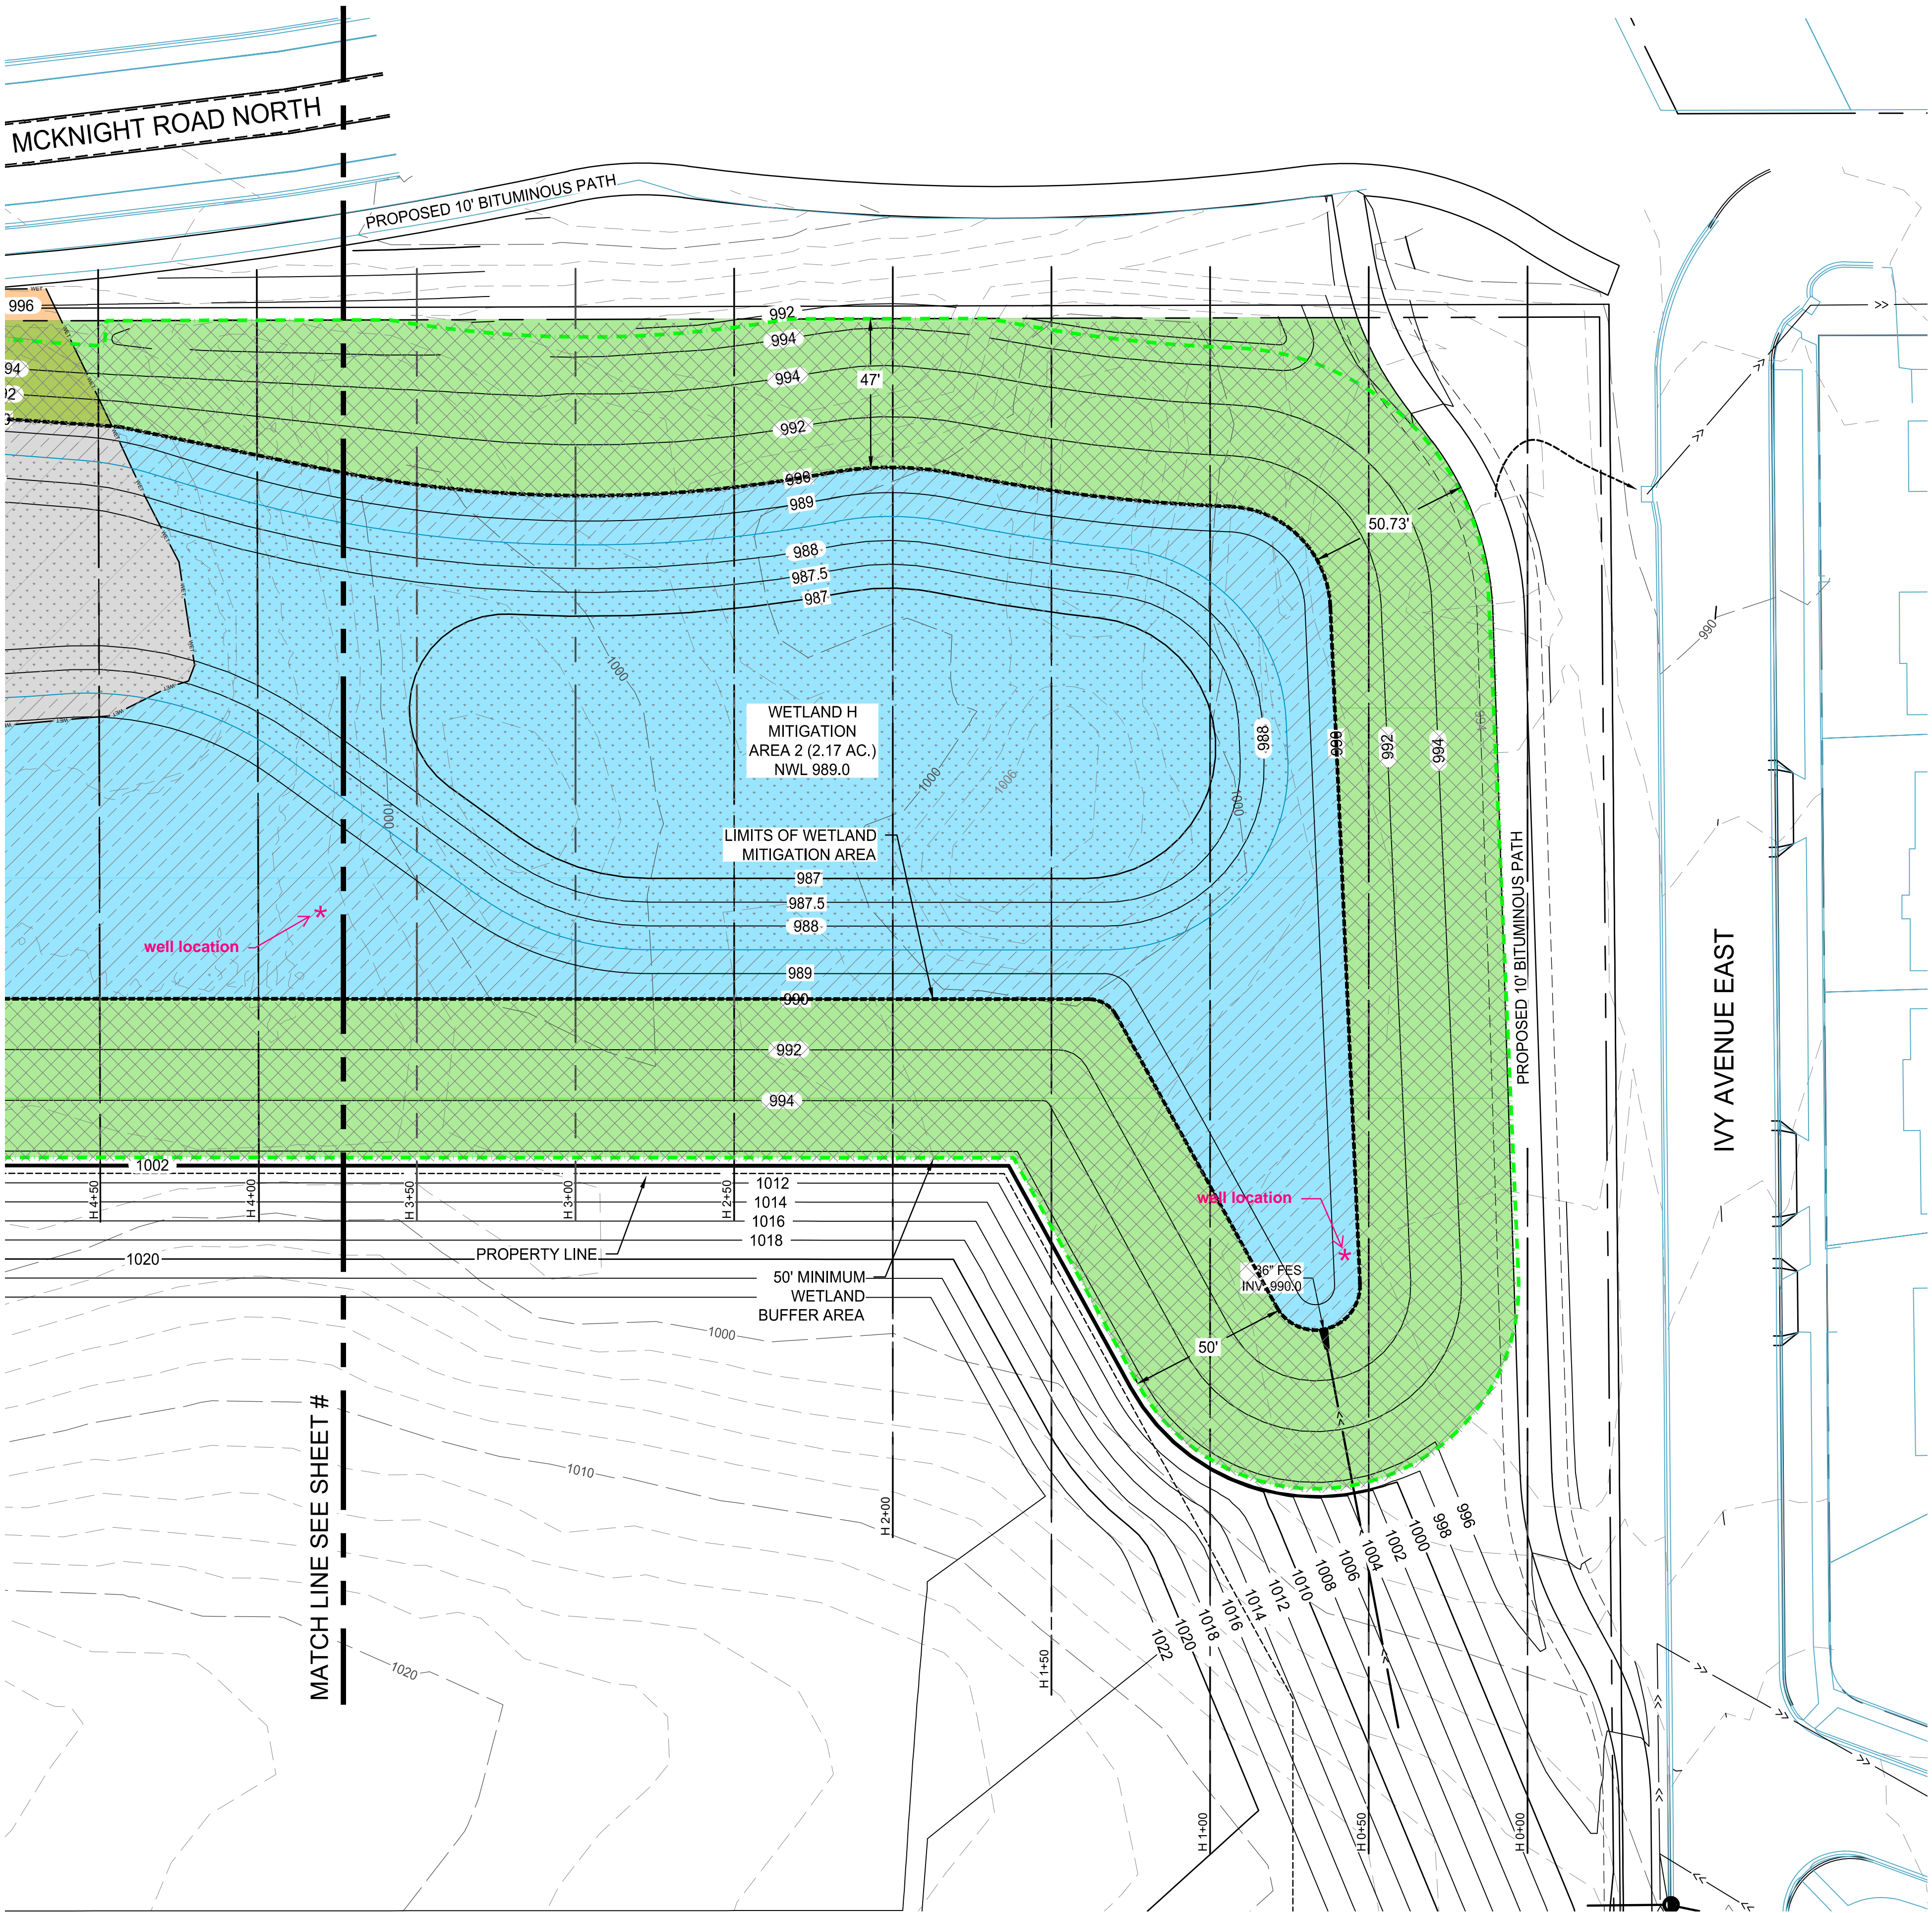 MCKNIGHT ROAD NORTH
PROPOSED 10' BITUMINOUS PATH
WET
996
992
994
994
47'
992
990
989
988
987.5
987
50.73'
990
1000
WETLAND H
MITIGATION
AREA 2 (2.17 AC.)
NWL 989.0
1000
1006
1000
1000
988
990
992
994
LIMITS OF WETLAND
MITIGATION AREA
987
987.5
988
989
990
well location
992
994
PROPOSED 10' BITUMINOUS PATH
IVY AVENUE EAST
1002
1012
1014
1016
1018
1020
H 4+50
H 4+00
H 3+50
H 3+00
H 2+50
PROPERTY LINE
50' MINIMUM
WETLAND
BUFFER AREA
well location
36" FES
INV. 990.0
50'
1000
1010
1020
MATCH LINE SEE SHEET #
H 2+00
H 1+50
H 1+00
H 0+50
H 0+00
996
998
1000
1002
1004
1006
1008
1010
1012
1014
1016
1018
1020
1022